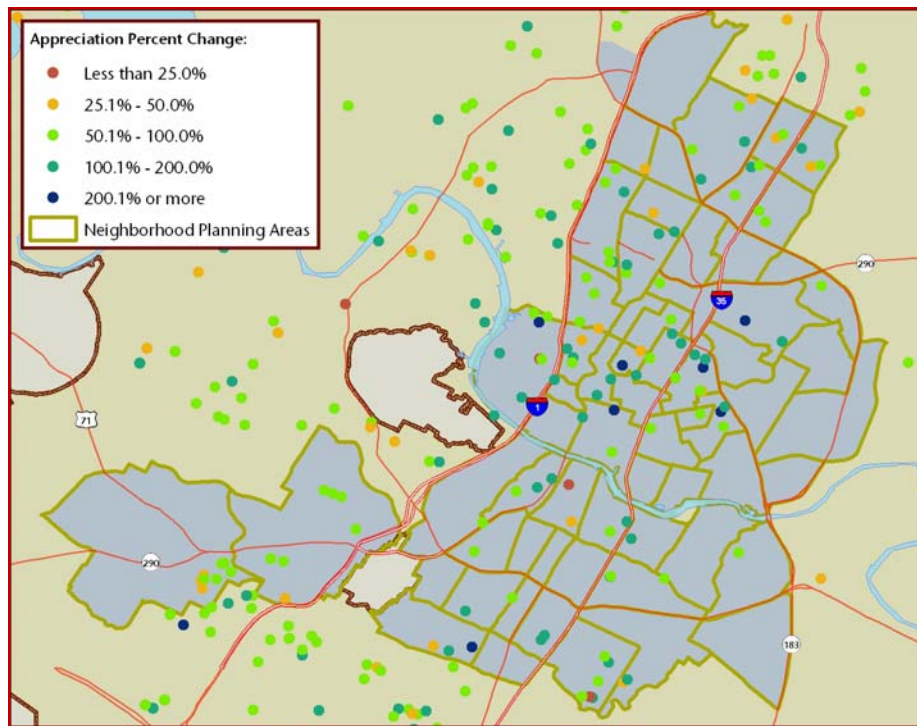 Appreciation Percent Change:
Less than 25.0%
25.1% - 50.0%
50.1% - 100.0%
100.1% - 200.0%
200.1% or more
Neighborhood Planning Areas
290
35
71
1
290
183